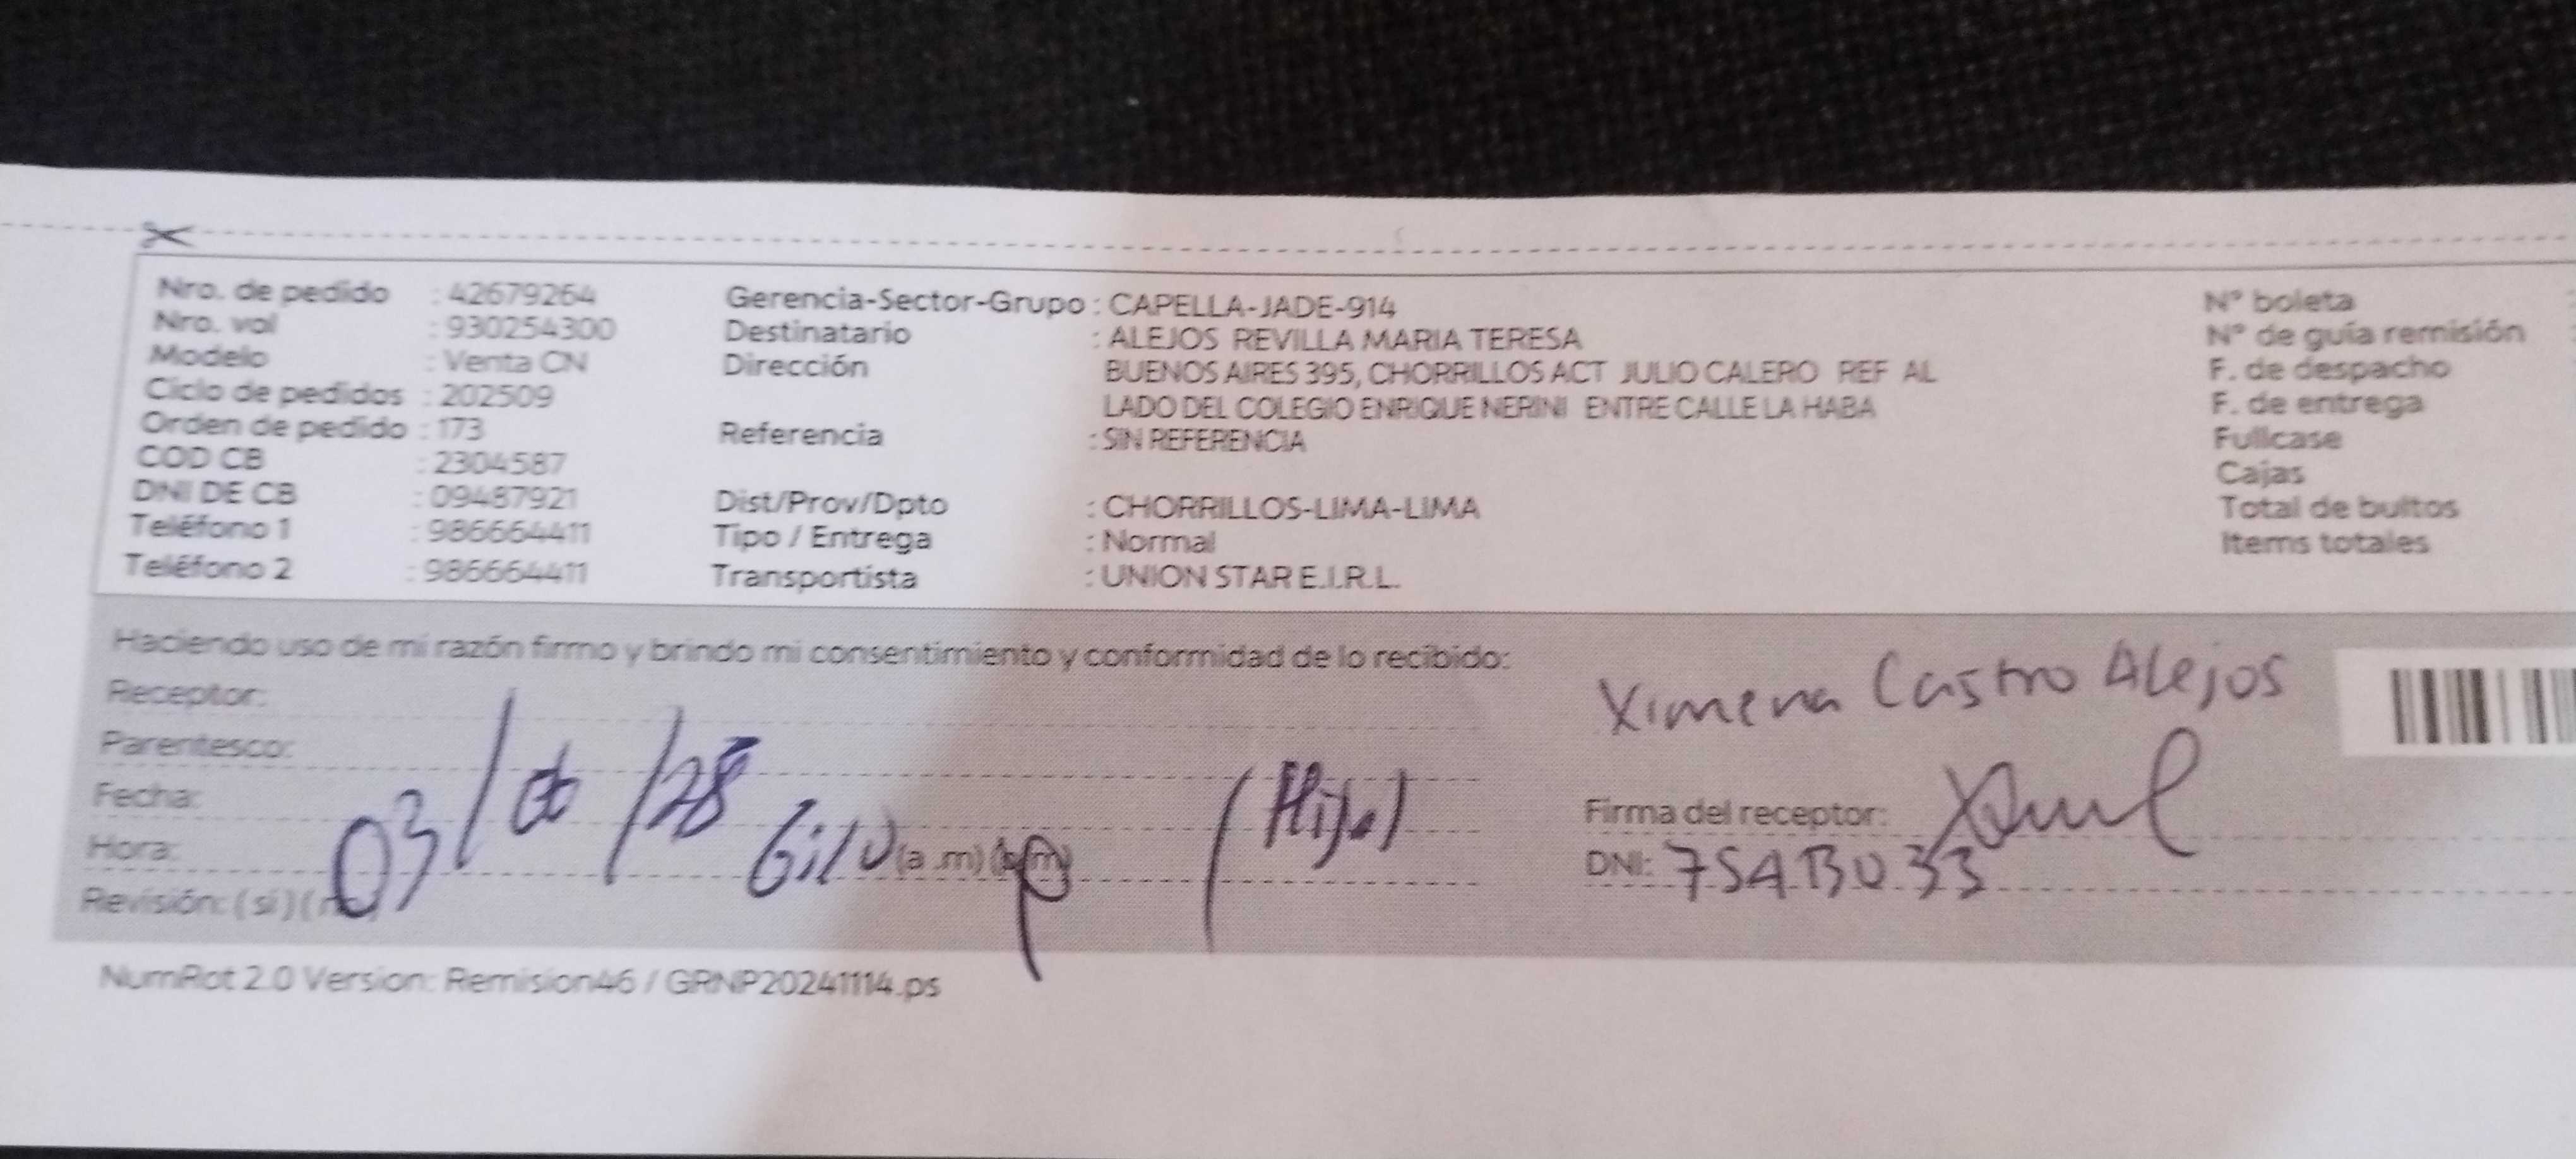 Nro. de pedido : 42679264
Nro. vol : 930254300
Modelo : Venta CN
Ciclo de pedidos : 202509
Orden de pedido : 173
COD CB : 2304587
DNI DE CB : 09487921
Teléfono 1 : 986664411
Teléfono 2 : 986664411
Gerencia-Sector-Grupo : CAPELLA-JADE-914
Destinatario : ALEJOS REVILLA MARIA TERESA
Dirección BUENOS AIRES 395, CHORRILLOS ACT JULIO CALERO REF AL
LADO DEL COLEGIO ENRIQUE NERINI ENTRE CALLE LA HABA
Referencia : SIN REFERENCIA
Dist/Prov/Dpto : CHORRILLOS-LIMA-LIMA
Tipo / Entrega : Normal
Transportista : UNION STAR E.I.R.L.
N° boleta
N° de guía remisión
F. de despacho
F. de entrega
Fullcase
Cajas
Total de bultos
Items totales
Haciendo uso de mi razón firmo y brindo mi consentimiento y conformidad de lo recibido:
Receptor:
Parentesco:
Fecha: 03/
Hora: (a.m)
Revisión: (sí)
(Hija)
Ximena Castro Alejos
Firma del receptor:
DNI:
NumRot 2.0 Version: Remision46 / GRNP20241114.ps